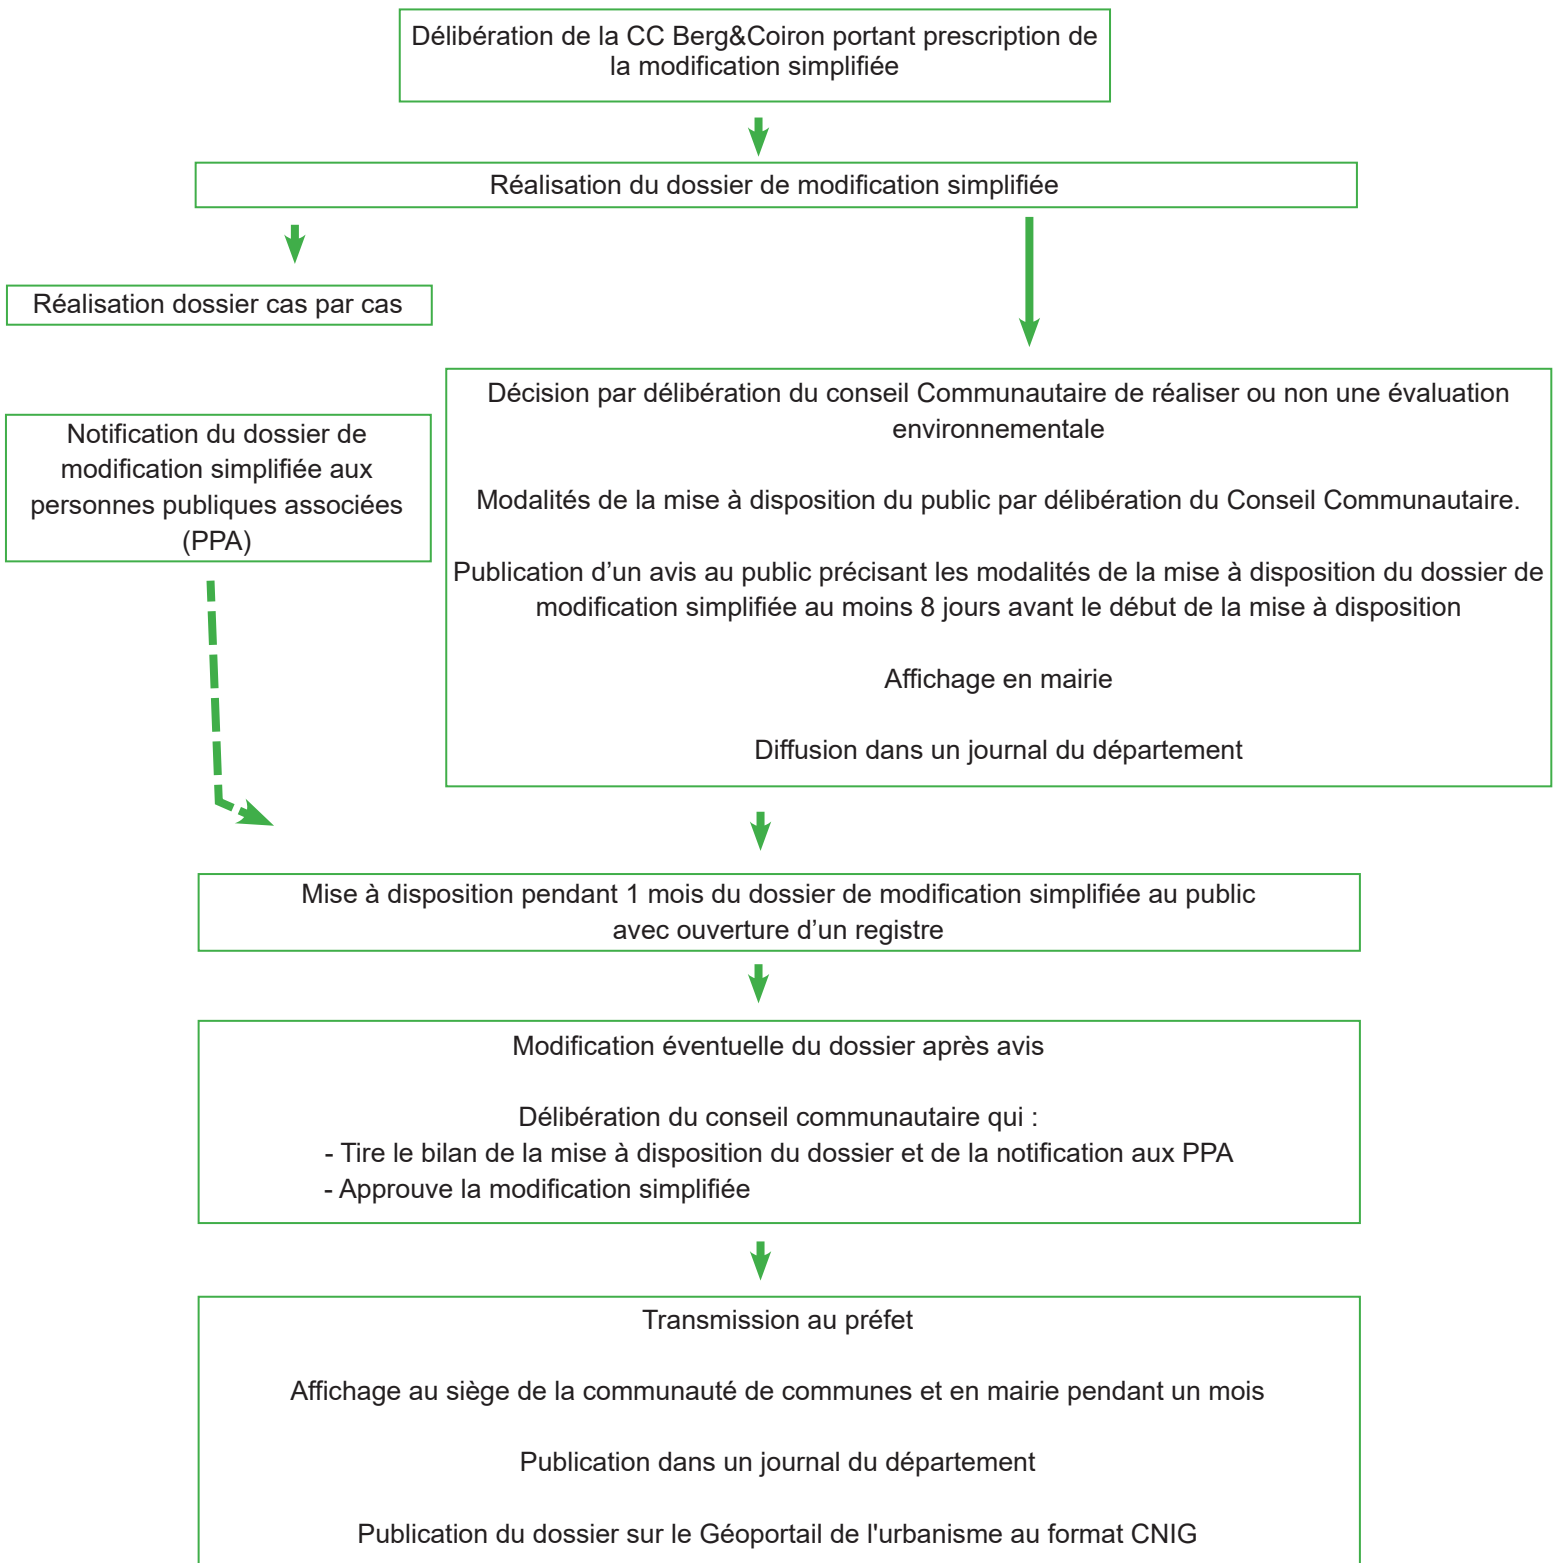 Délibération de la CC Berg&Coiron portant prescription de
la modification simplifiée
Réalisation du dossier de modification simplifiée
Réalisation dossier cas par cas
Notification du dossier de
modification simplifiée aux
personnes publiques associées
(PPA)
Décision par délibération du conseil Communautaire de réaliser ou non une évaluation
environnementale
Modalités de la mise à disposition du public par délibération du Conseil Communautaire.
Publication d’un avis au public précisant les modalités de la mise à disposition du dossier de
modification simplifiée au moins 8 jours avant le début de la mise à disposition
Affichage en mairie
Diffusion dans un journal du département
Mise à disposition pendant 1 mois du dossier de modification simplifiée au public
avec ouverture d’un registre
Modification éventuelle du dossier après avis
Délibération du conseil communautaire qui :
- Tire le bilan de la mise à disposition du dossier et de la notification aux PPA
- Approuve la modification simplifiée
Transmission au préfet
Affichage au siège de la communauté de communes et en mairie pendant un mois
Publication dans un journal du département
Publication du dossier sur le Géoportail de l'urbanisme au format CNIG